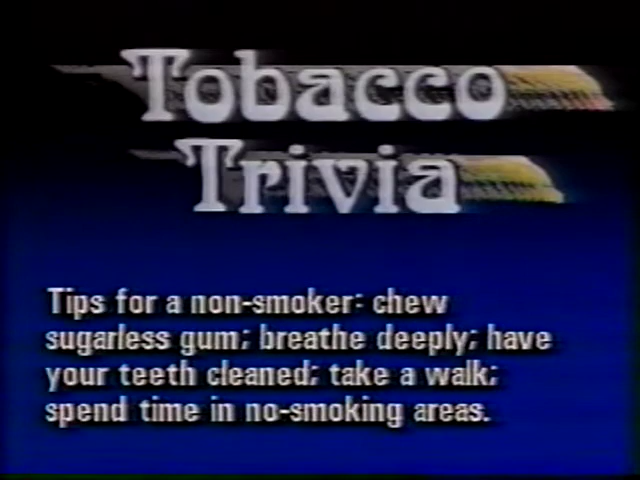 Tobacco
Trivia
Tips for a non-smoker: chew
sugarless gum; breathe deeply; have
your teeth cleaned; take a walk;
spend time in no-smoking areas.